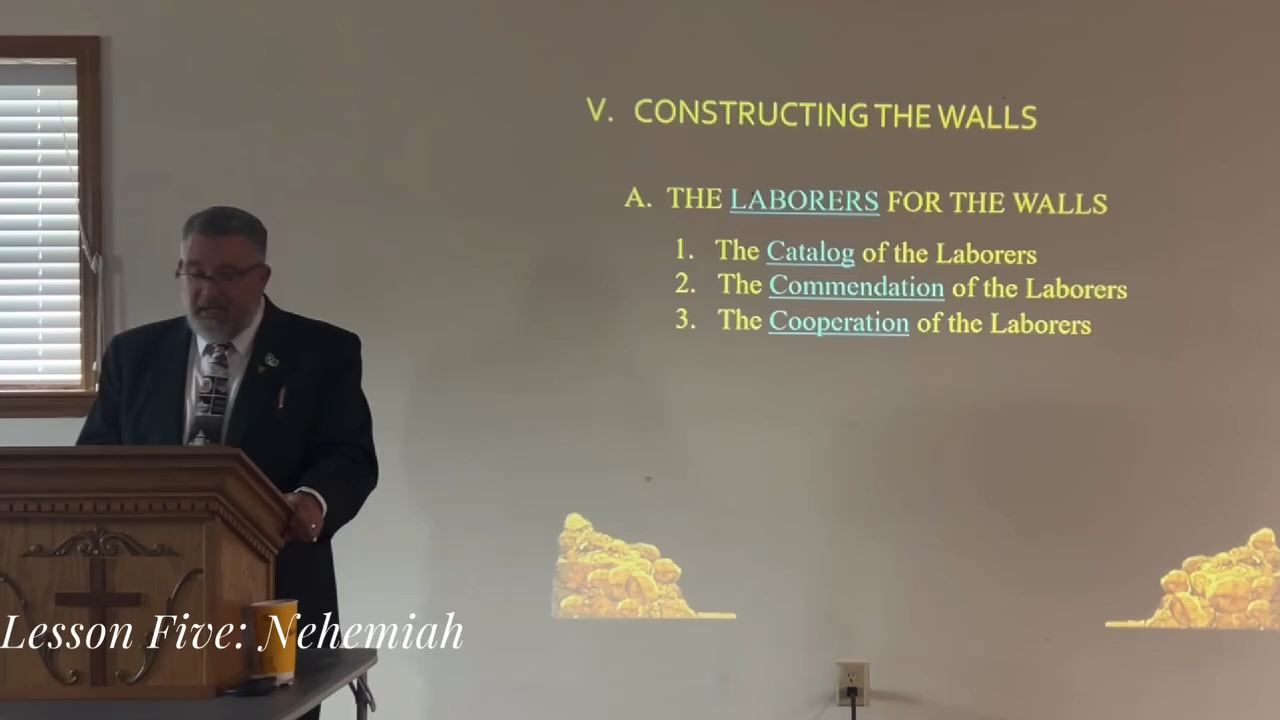 V. CONSTRUCTING THE WALLS
A. THE LABORERS FOR THE WALLS
1. The Catalog of the Laborers
2. The Commendation of the Laborers
3. The Cooperation of the Laborers
Lesson Five: Nehemiah